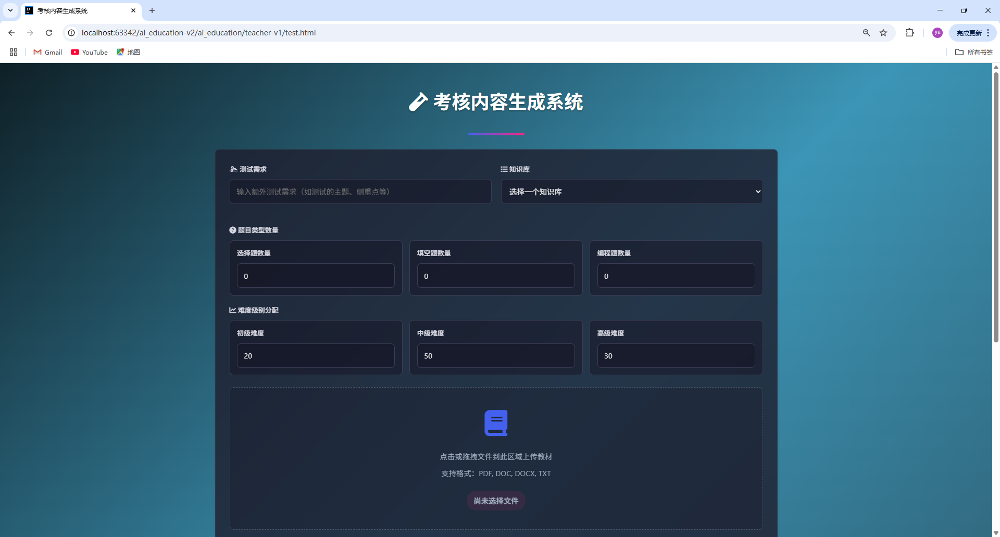 考核内容生成系统
localhost:63342/ai_education-v2/ai_education/teacher-v1/test.html
ya
完成更新
Gmail
YouTube
地图
所有书签
考核内容生成系统
测试需求
知识库
输入额外测试需求（如测试的主题、侧重点等）
选择一个知识库
题目类型数量
选择题数量
填空题数量
编程题数量
0
0
0
难度级别分配
初级难度
中级难度
高级难度
20
50
30
点击或拖拽文件到此区域上传教材
支持格式：PDF, DOC, DOCX, TXT
尚未选择文件